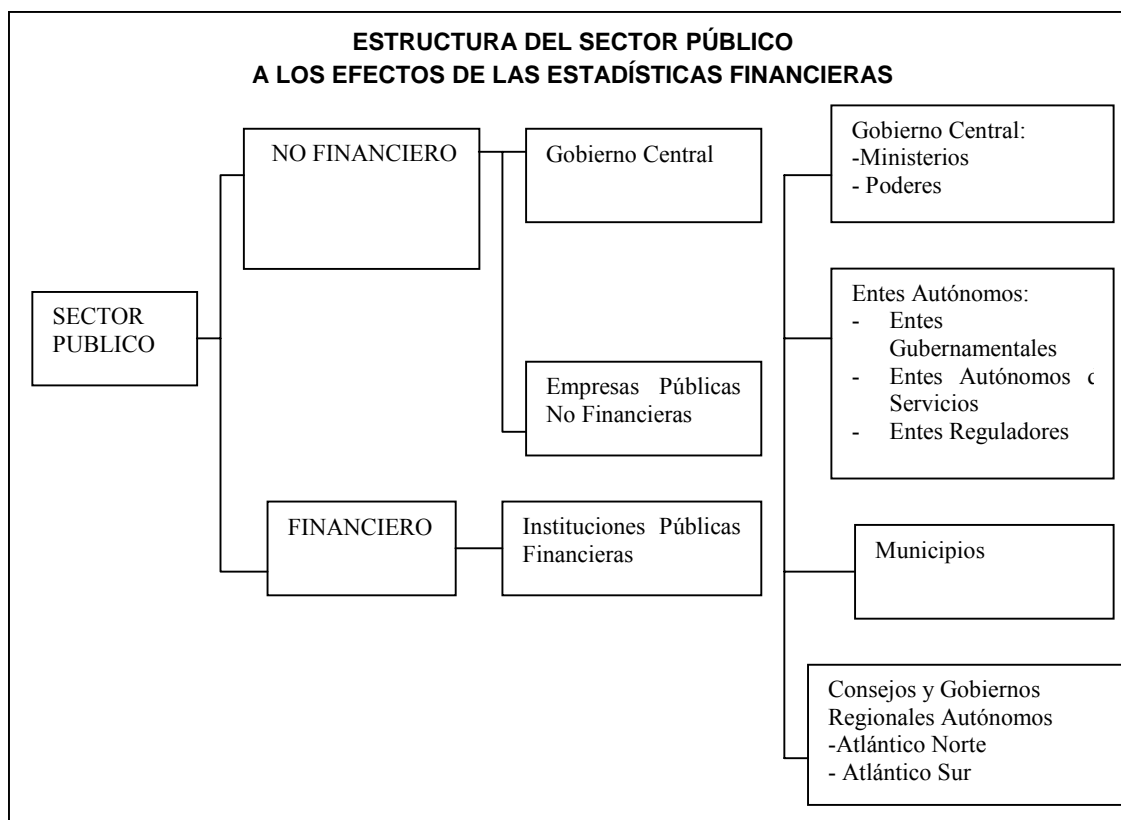 ESTRUCTURA DEL SECTOR PÚBLICO
A LOS EFECTOS DE LAS ESTADÍSTICAS FINANCIERAS
SECTOR
PUBLICO
NO FINANCIERO
FINANCIERO
Gobierno Central
Empresas Públicas
No Financieras
Instituciones Públicas
Financieras
Gobierno Central:
-Ministerios
- Poderes
Entes Autónomos:
- Entes
Gubernamentales
- Entes Autónomos
Servicios
- Entes Reguladores
Municipios
Consejos y Gobiernos
Regionales Autónomos
-Atlántico Norte
- Atlántico Sur